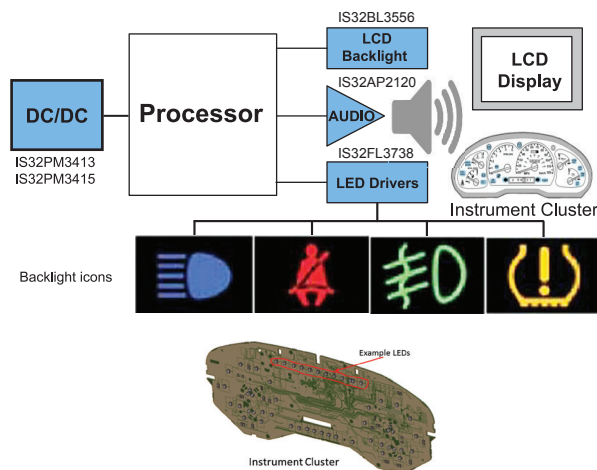 IS32BL3556
LCD
Backlight
LCD
Display
IS32AP2120
DC/DC
Processor
AUDIO
IS32PM3413
IS32PM3415
IS32FL3738
LED Drivers
Instrument Cluster
Backlight icons
Example LEDs
Instrument Cluster